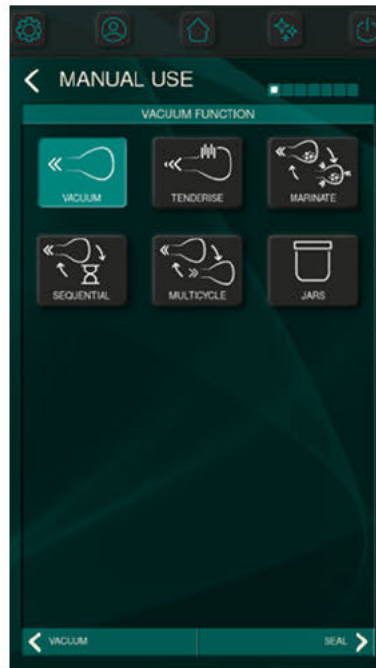 MANUAL USE
VACUUM FUNCTION
VACUUM TENDERISE MARINATE
SEQUENTIAL MULTICYCLE JARS
VACUUM SEAL